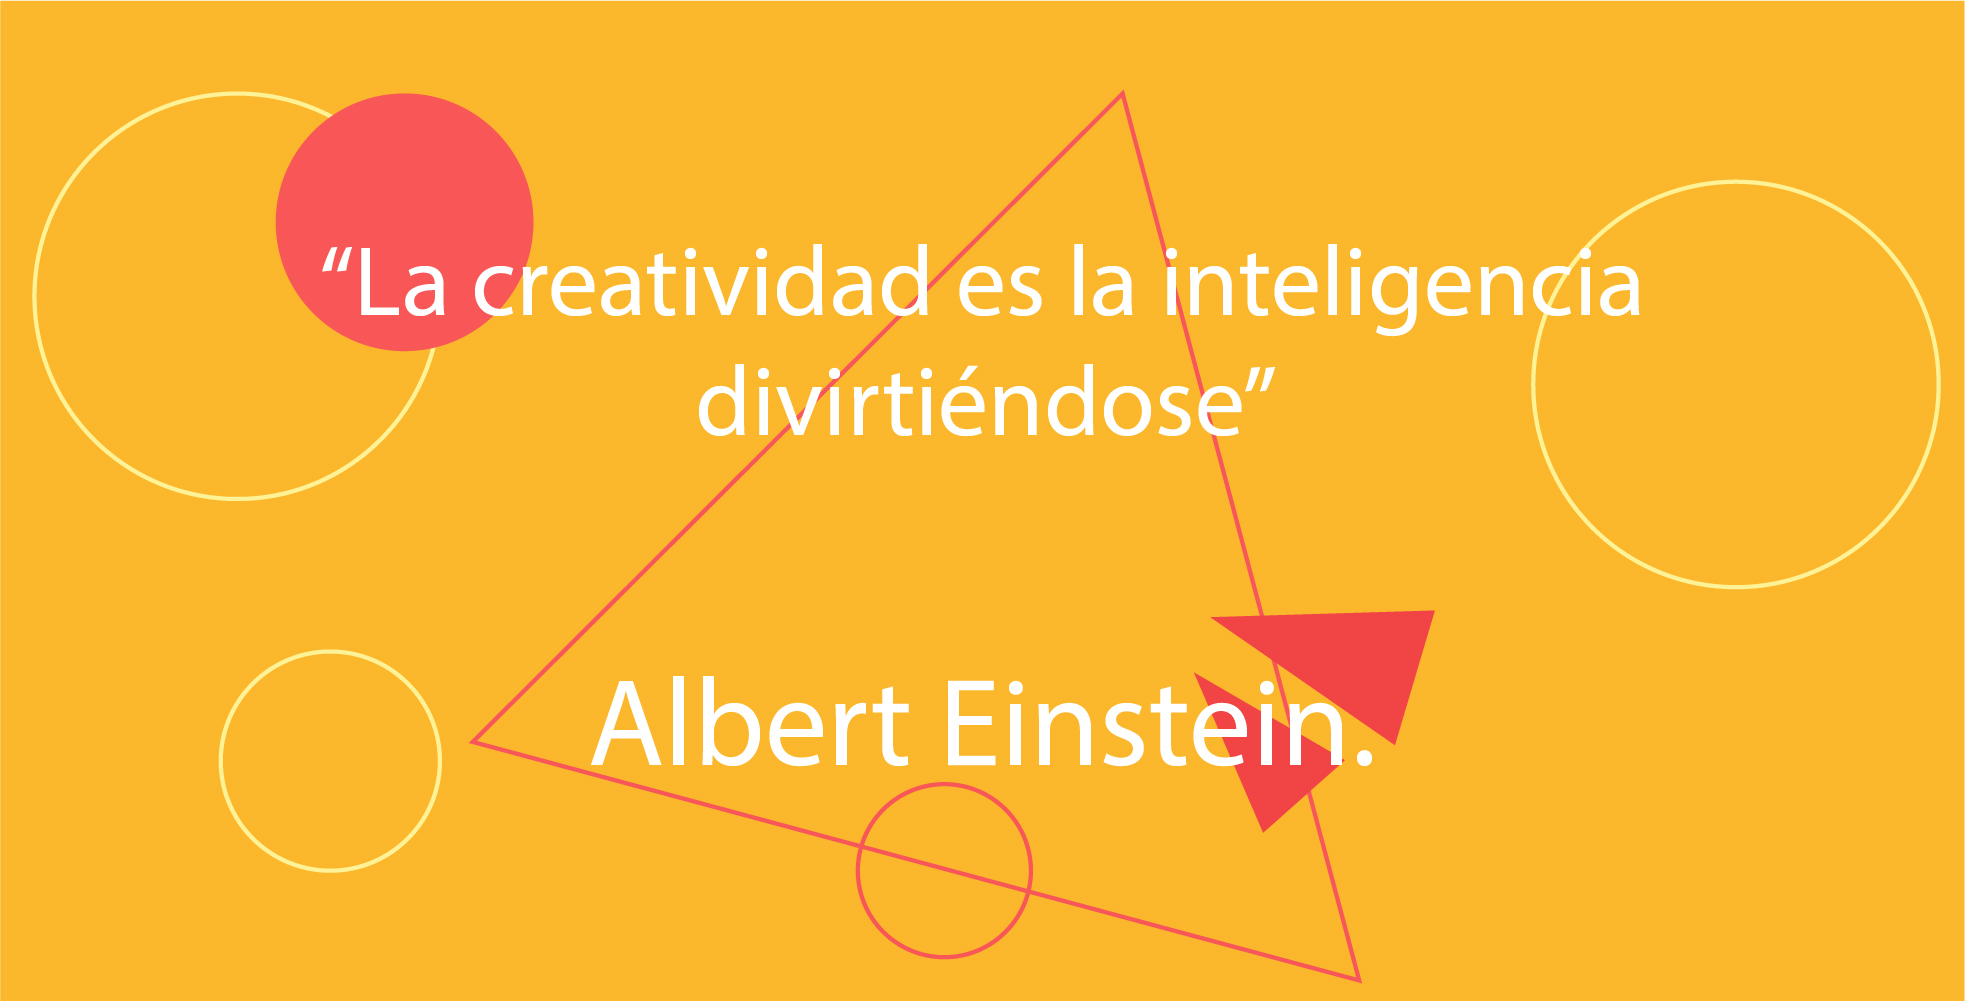 “La creatividad es la inteligencia
divirtiéndose”
Albert Einstein.